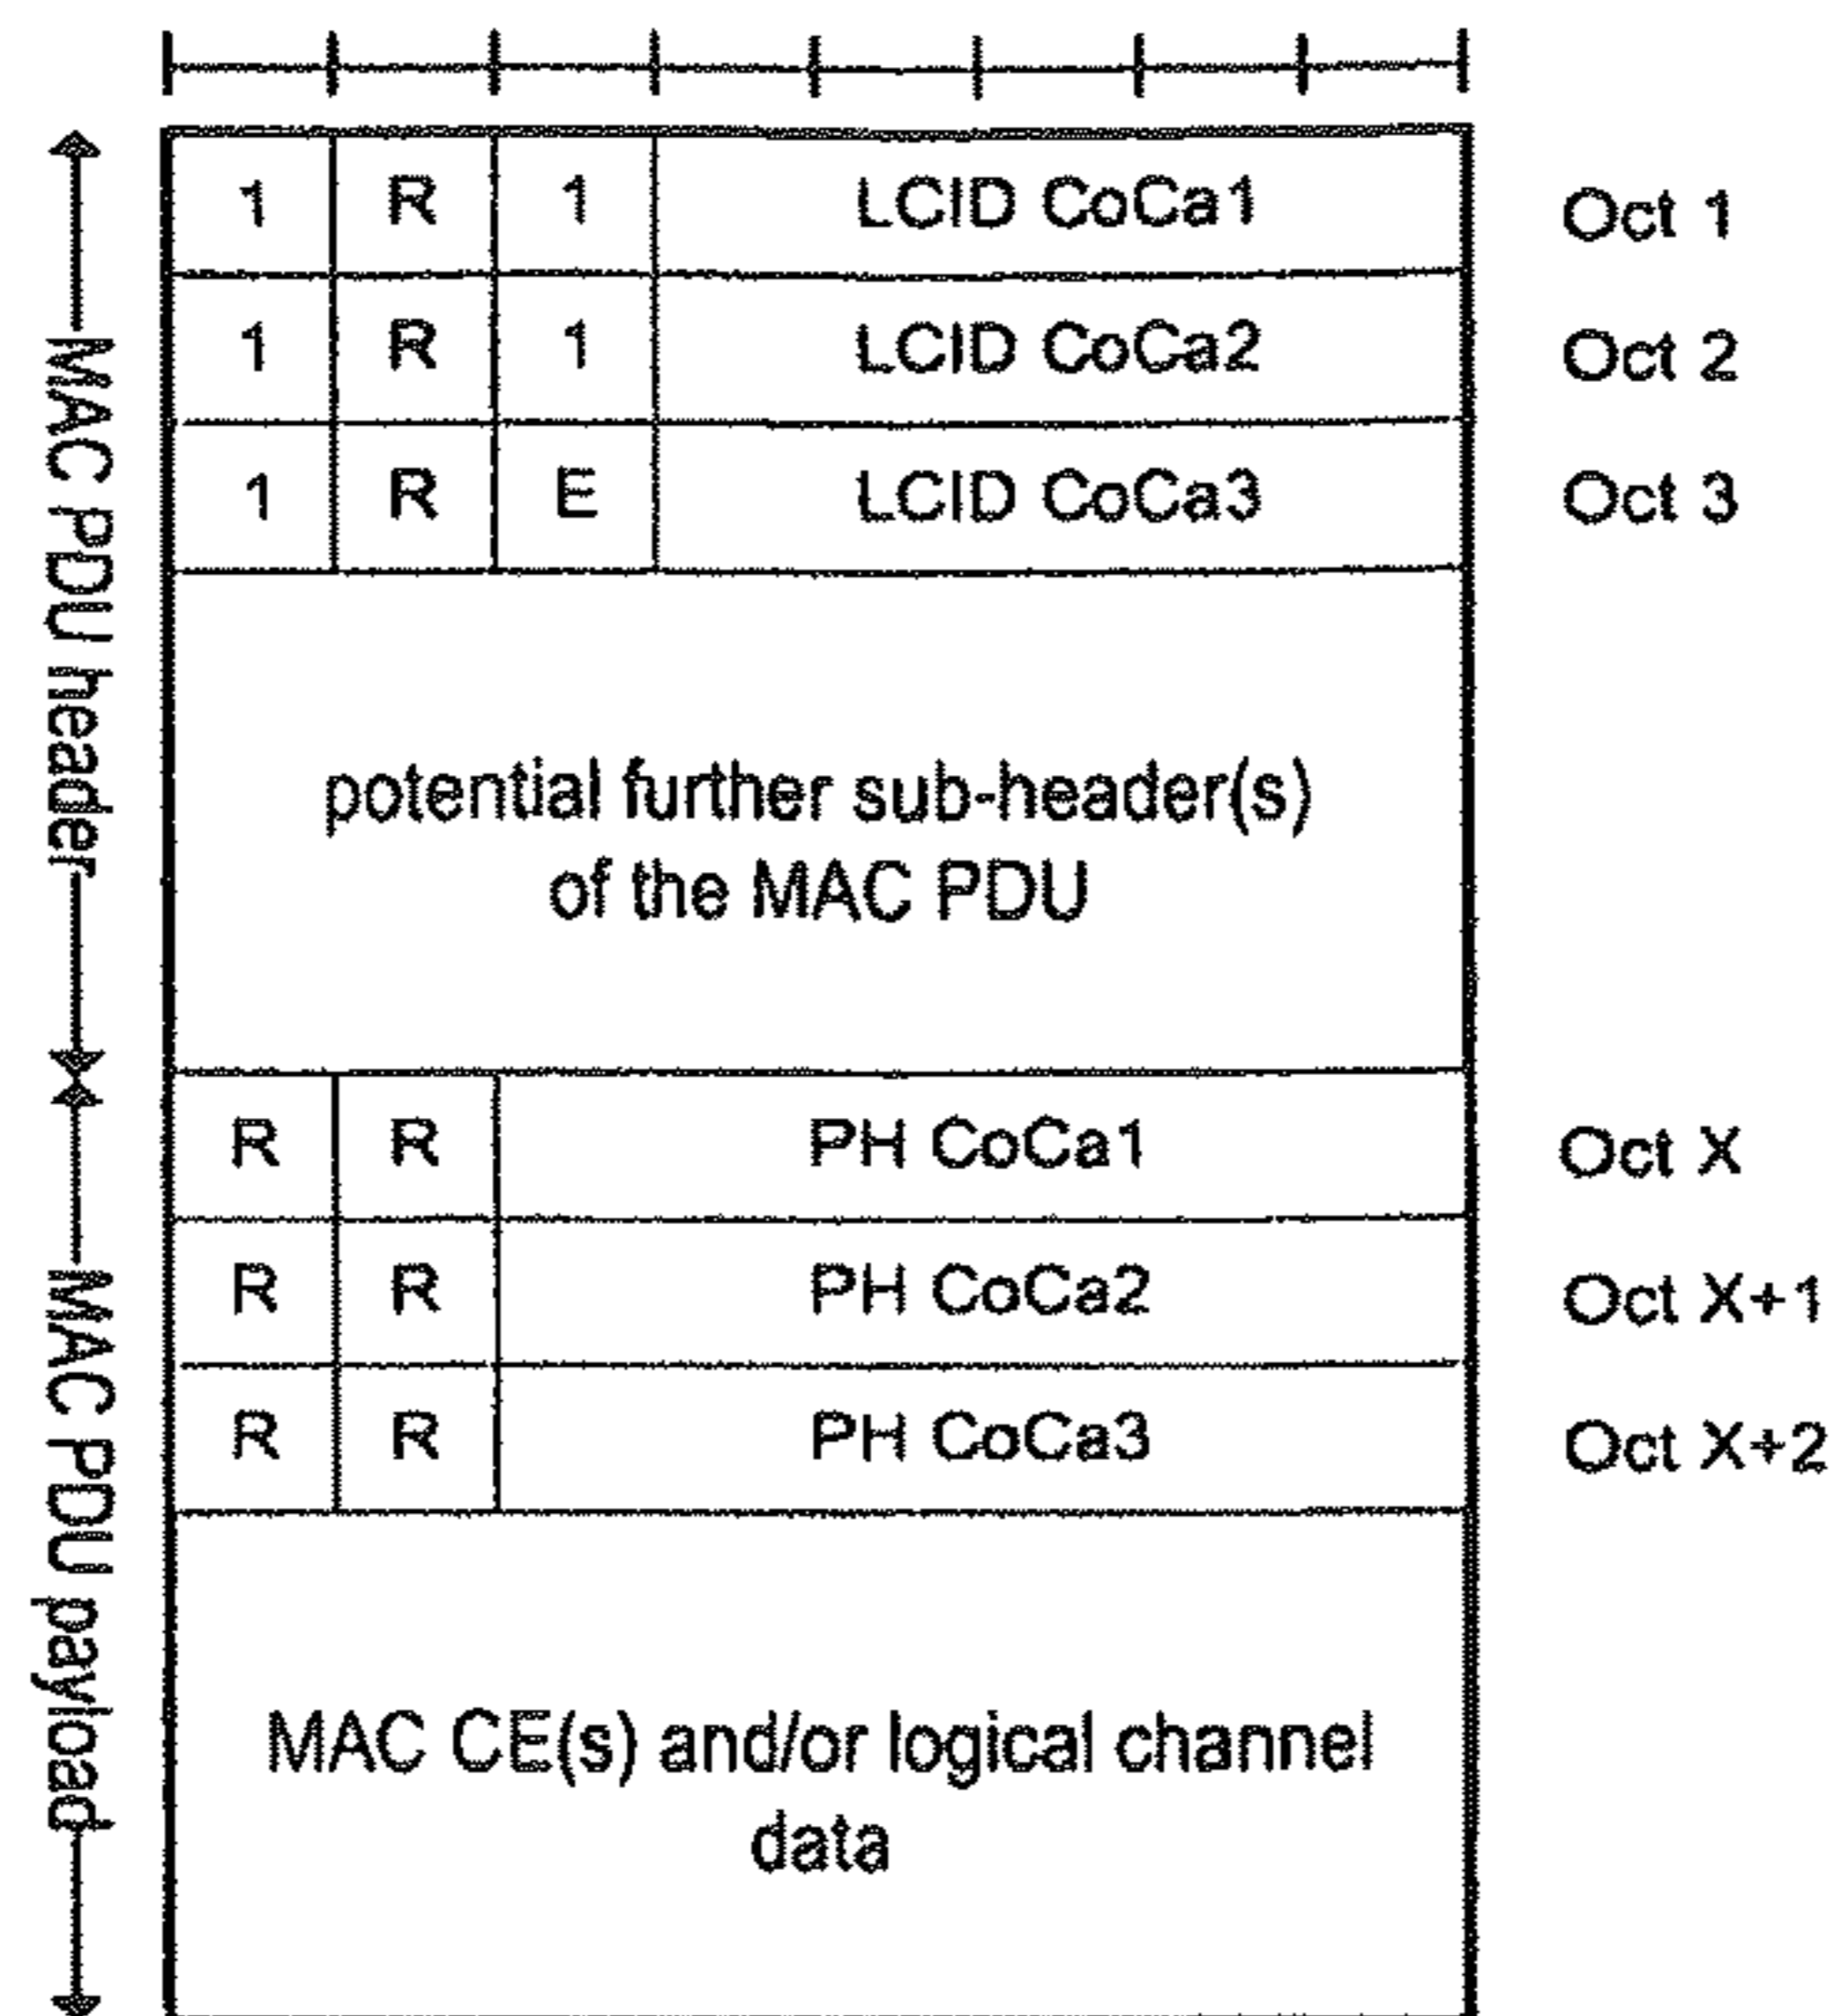 1 R 1 LCID CoCa1 Oct 1
1 R 1 LCID CoCa2 Oct 2
1 R E LCID CoCa3 Oct 3
MAC PDU header
potential further sub-header(s)
of the MAC PDU
R R PH CoCa1 Oct X
R R PH CoCa2 Oct X+1
R R PH CoCa3 Oct X+2
MAC PDU payload
MAC CE(s) and/or logical channel
data